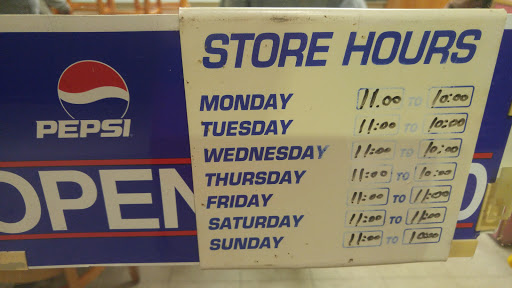 STORE HOURS
MONDAY 11.00 TO 10:00
TUESDAY 11:00 TO 10:00
WEDNESDAY 11:00 TO 10:00
THURSDAY 11:00 TO 10:00
FRIDAY 11:00 TO 11:00
SATURDAY 11:00 TO 11:00
SUNDAY 11:00 TO 10:00
PEPSI
OPEN